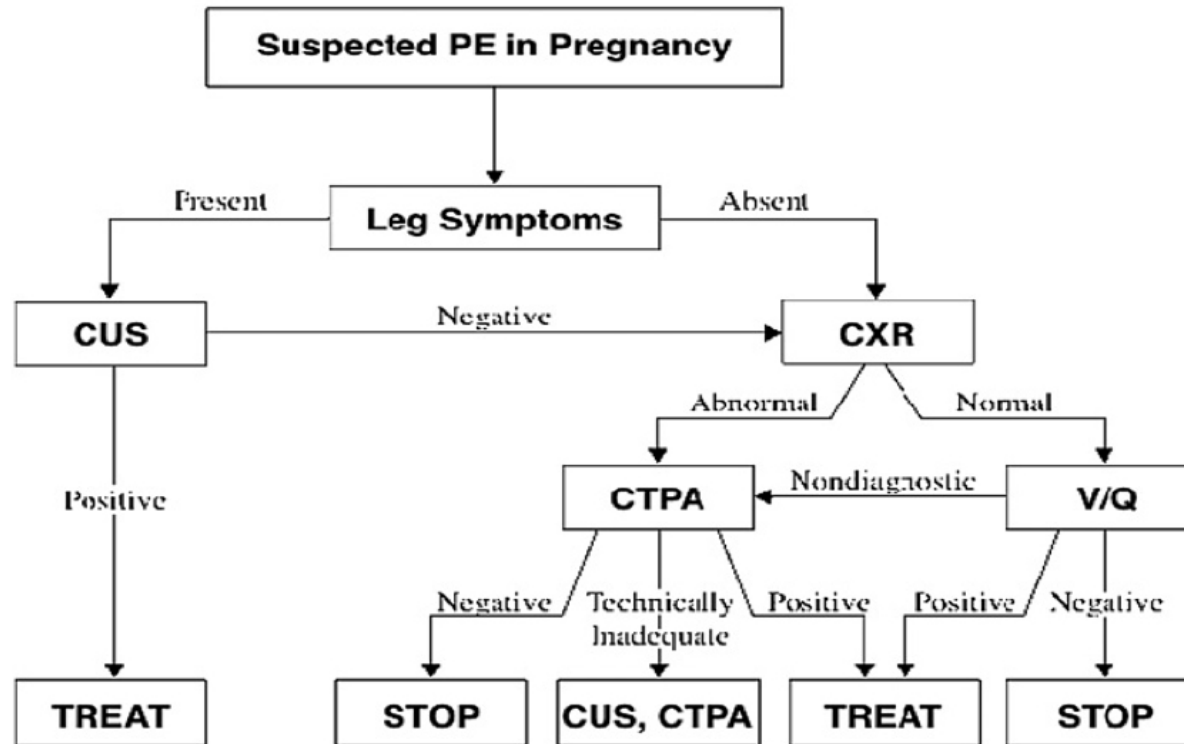 Suspected PE in Pregnancy
Present
Leg Symptoms
Absent
CUS
Negative
CXR
Abnormal
Normal
Positive
CTPA
Nondiagnostic
V/Q
Negative
Technically
Inadequate
Positive
Positive
Negative
TREAT
STOP
CUS, CTPA
TREAT
STOP